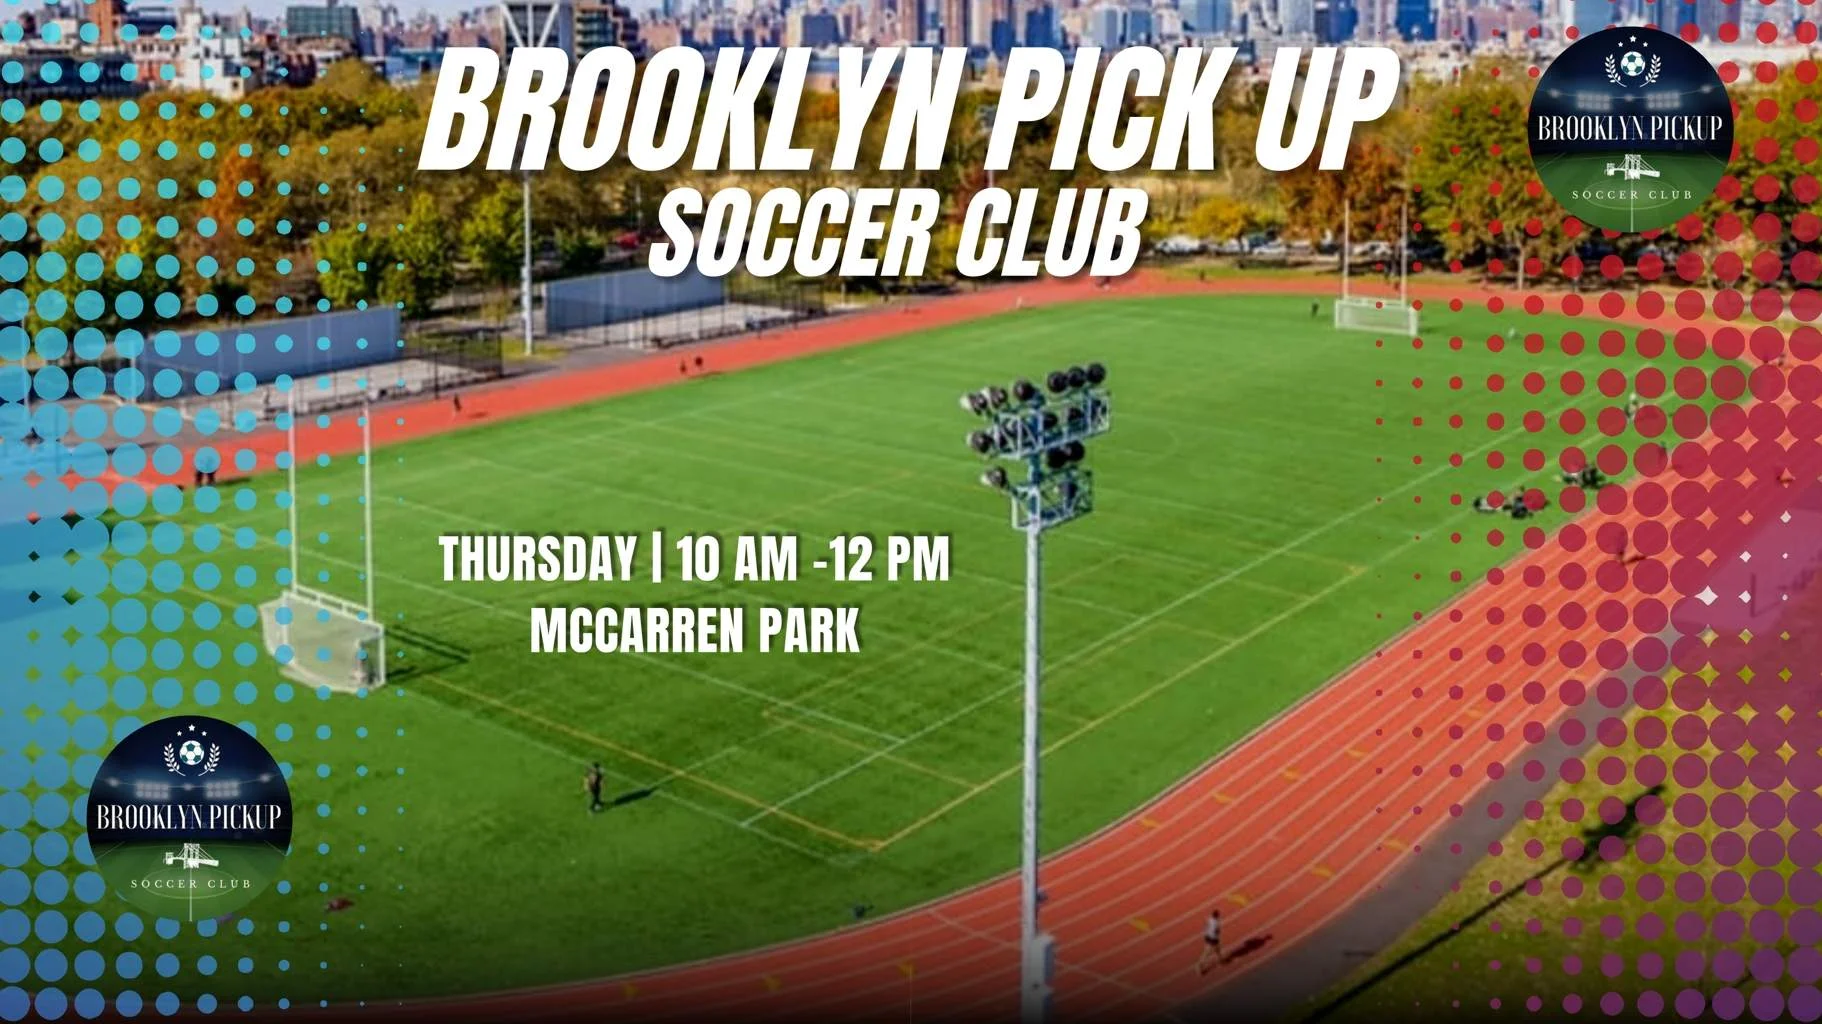 BROOKLYN PICK UP
SOCCER CLUB
BROOKLYN PICKUP
SOCCER CLUB
THURSDAY | 10 AM -12 PM
MCCARREN PARK
BROOKLYN PICKUP
SOCCER CLUB